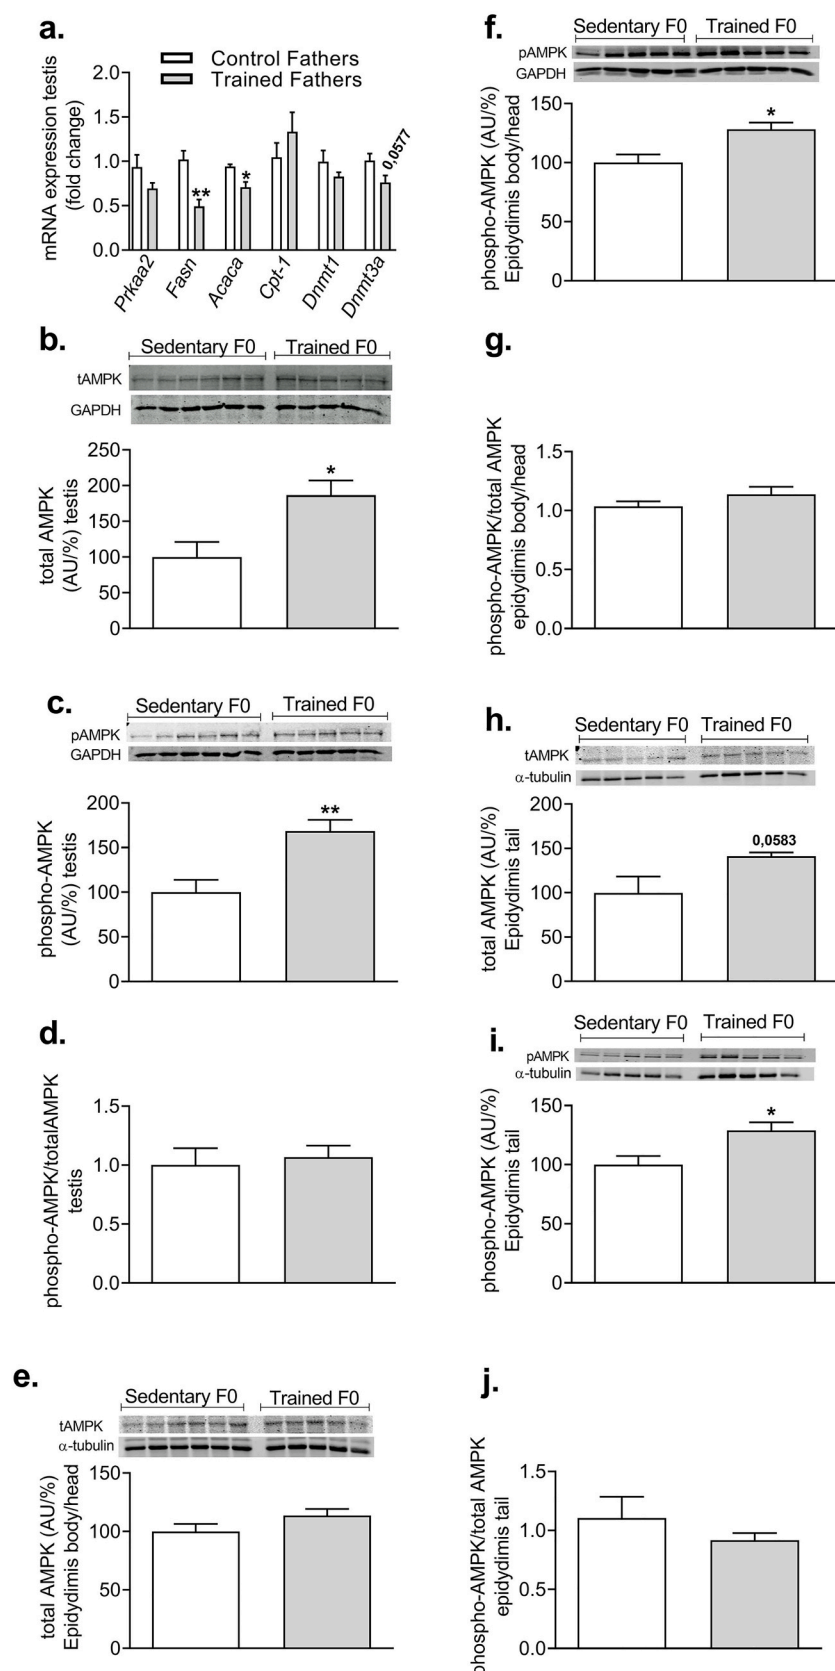 a.
Control Fathers
Trained Fathers
mRNA expression testis
(fold change)
2.0
1.5
1.0
0.5
0.0
**
*
0,0577
Prkaa2
Fasn
Acaca
Cpt-1
Dnmt1
Dnmt3a
b.
Sedentary F0
Trained F0
tAMPK
GAPDH
total AMPK
(AU/%) testis
250
200
150
100
50
0
*
c.
Sedentary F0
Trained F0
pAMPK
GAPDH
phospho-AMPK
(AU/%) testis
200
150
100
50
0
**
d.
phospho-AMPK/totalAMPK
testis
1.5
1.0
0.5
0.0
e.
Sedentary F0
Trained F0
tAMPK
α-tubulin
total AMPK (AU/%)
Epidydimis body/head
150
100
50
0
f.
Sedentary F0
Trained F0
pAMPK
GAPDH
phospho-AMPK (AU/%)
Epidydimis body/head
150
100
50
0
*
g.
phospho-AMPK/total AMPK
epidydimis body/head
1.5
1.0
0.5
0.0
h.
Sedentary F0
Trained F0
tAMPK
α-tubulin
total AMPK (AU/%)
Epidydimis tail
200
150
100
50
0
0,0583
i.
Sedentary F0
Trained F0
pAMPK
α-tubulin
phospho-AMPK (AU/%)
Epidydimis tail
150
100
50
0
*
j.
phospho-AMPK/total AMPK
epidydimis tail
1.5
1.0
0.5
0.0